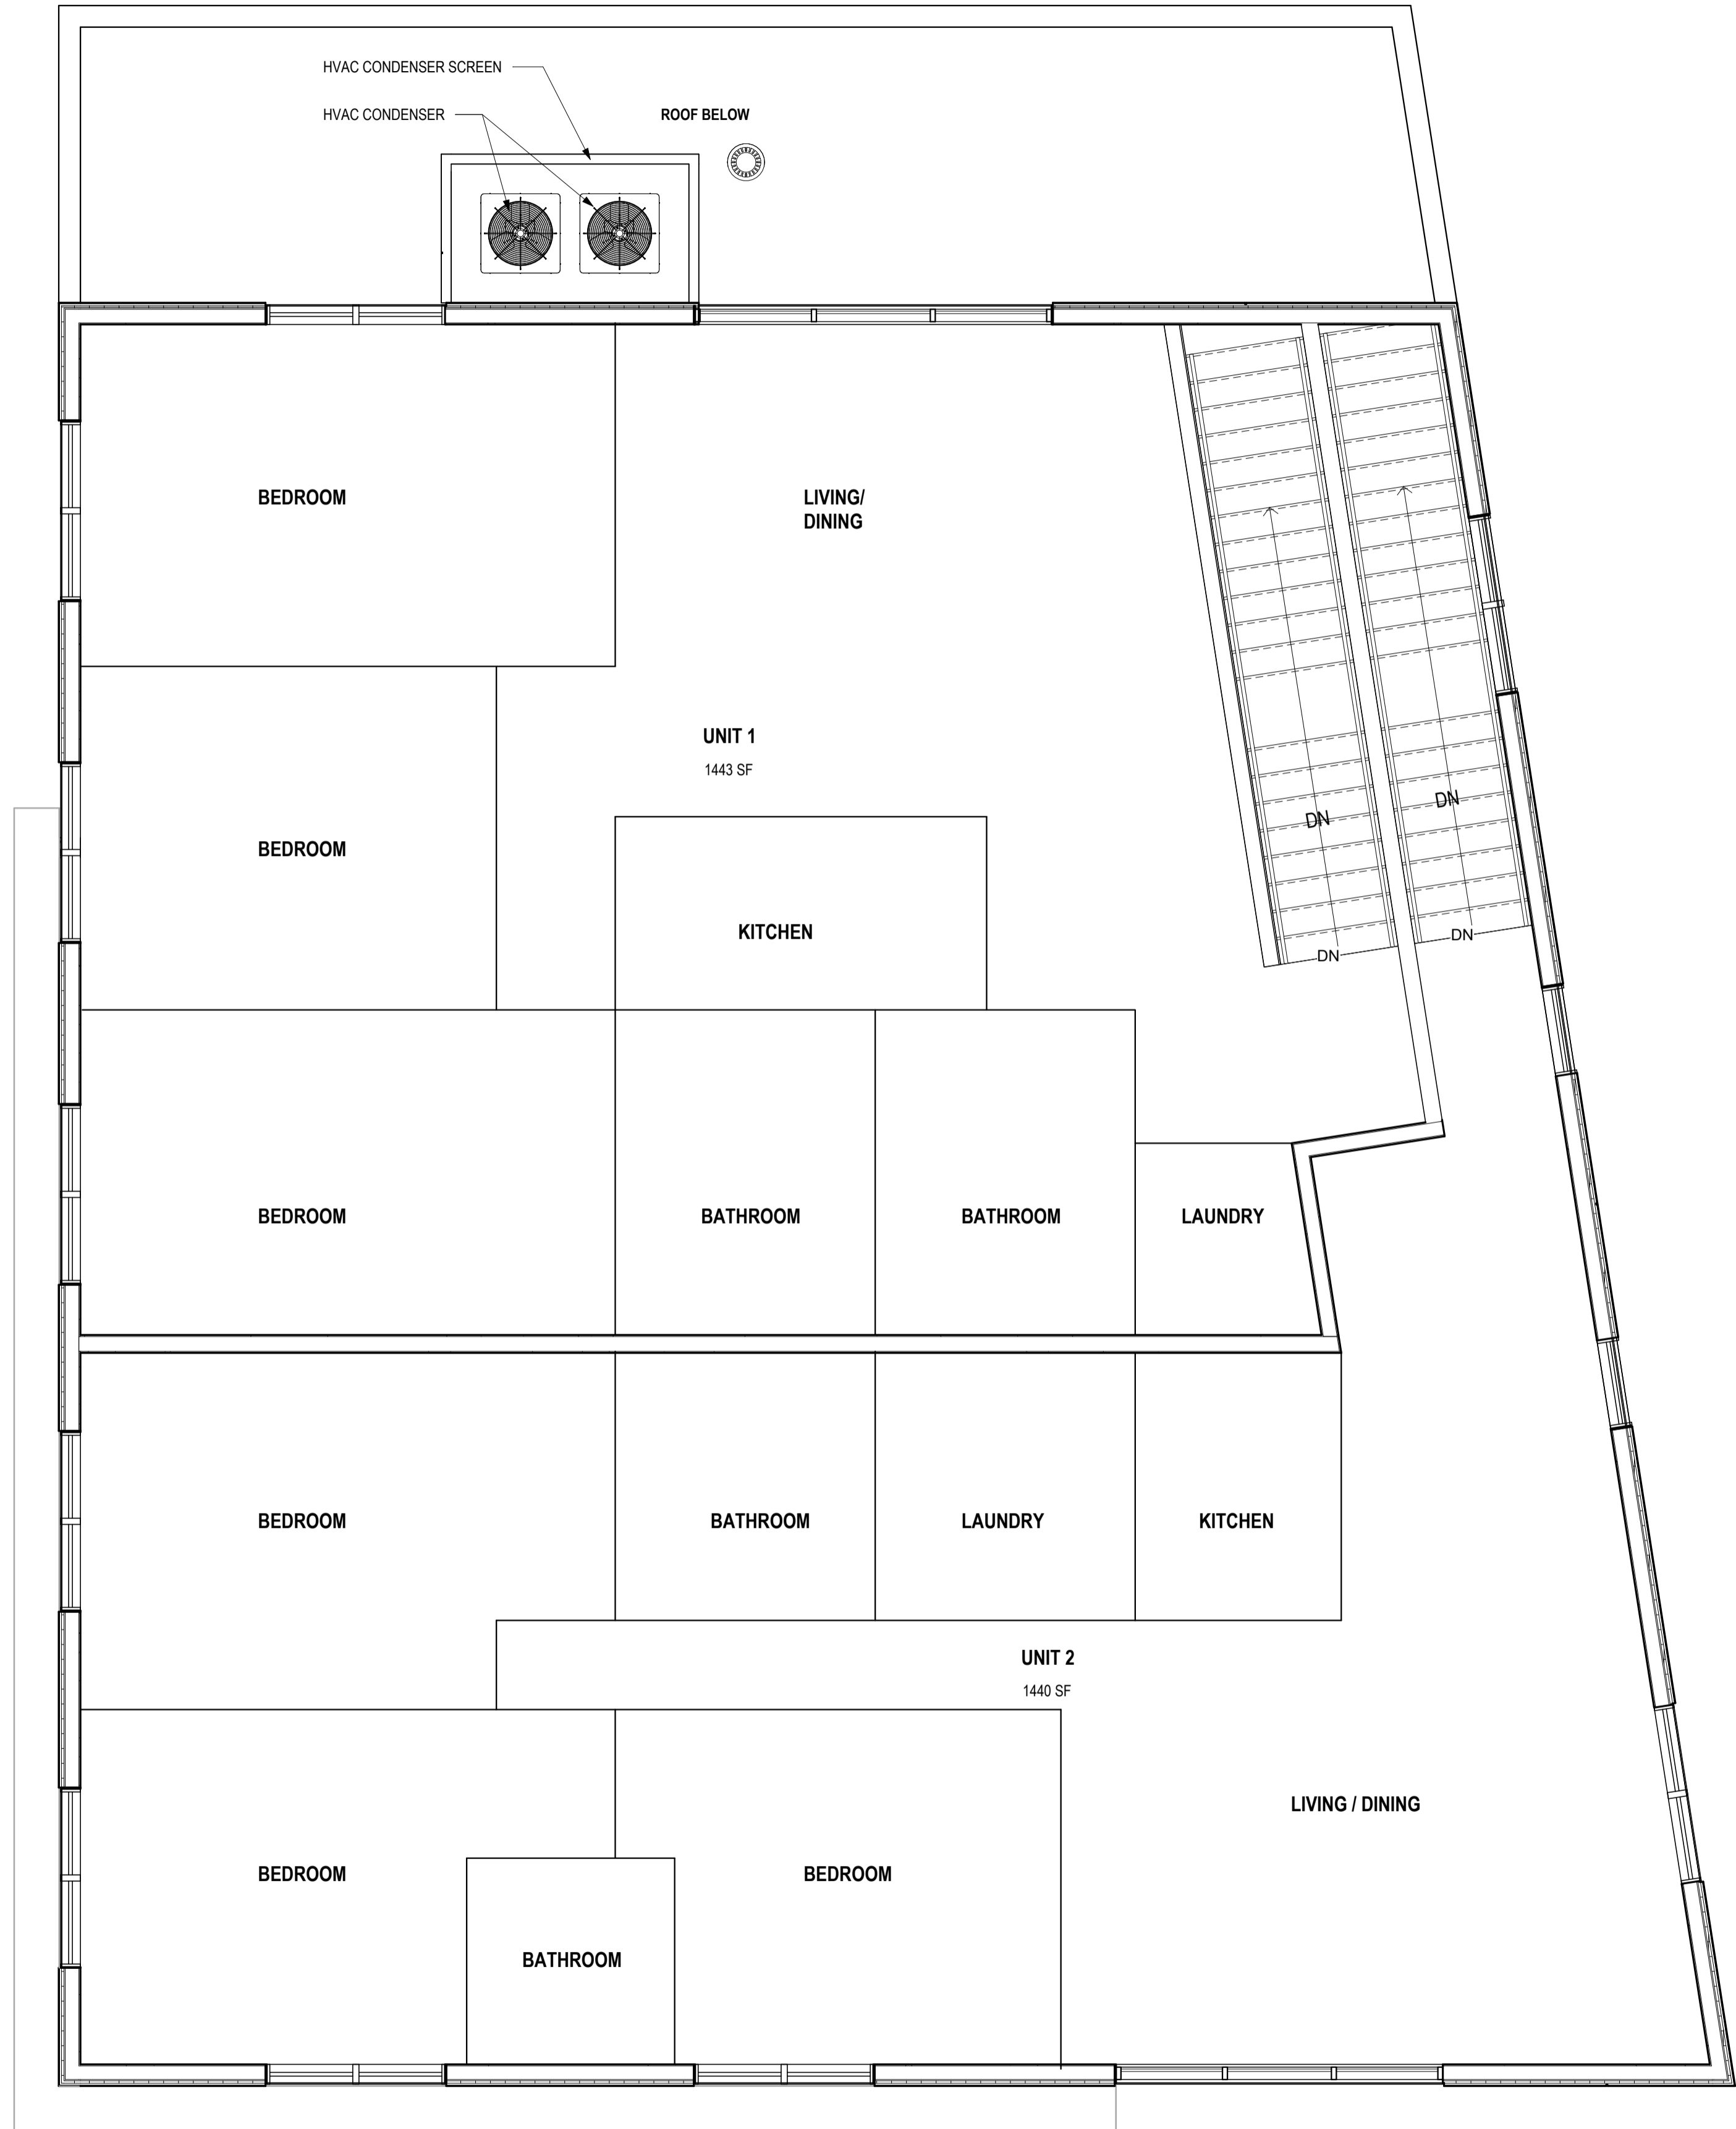 HVAC CONDENSER SCREEN
HVAC CONDENSER
ROOF BELOW
BEDROOM
LIVING/
DINING
UNIT 1
1443 SF
DN
DN
BEDROOM
KITCHEN
DN
DN
BEDROOM
BATHROOM
BATHROOM
LAUNDRY
BEDROOM
BATHROOM
LAUNDRY
KITCHEN
UNIT 2
1440 SF
LIVING / DINING
BEDROOM
BEDROOM
BATHROOM